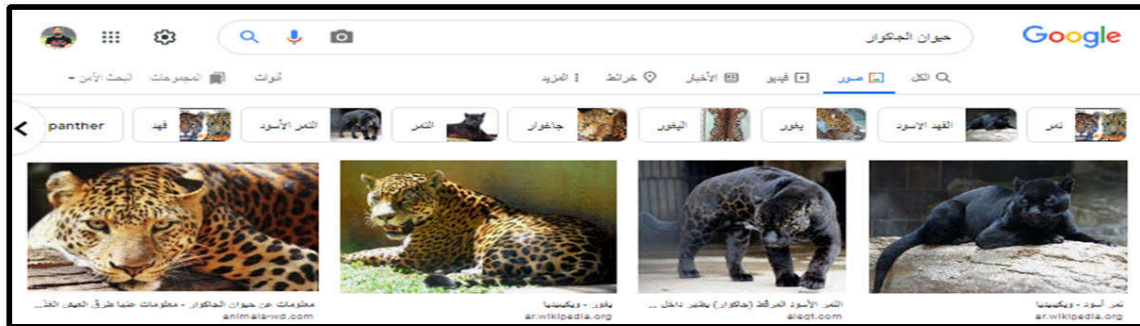 Google
حيوان الجاكوار
الكل صور فيديو الأخبار خرائط المزيد أدوات المجموعات البحث الآمن
نمر الفهد الاسود يغور اليغور جاغوار النمر النمر الأسود فهد panther
نمر أسود - ويكيبيديا
ar.wikipedia.org
النمر الأسود المرقط (جاكوار) يظهر داخل ...
aleqt.com
يغور - ويكيبيديا
ar.wikipedia.org
معلومات عن حيوان الجاكوار - معلومات عنها طرق العيش الغذ...
animals-wd.com